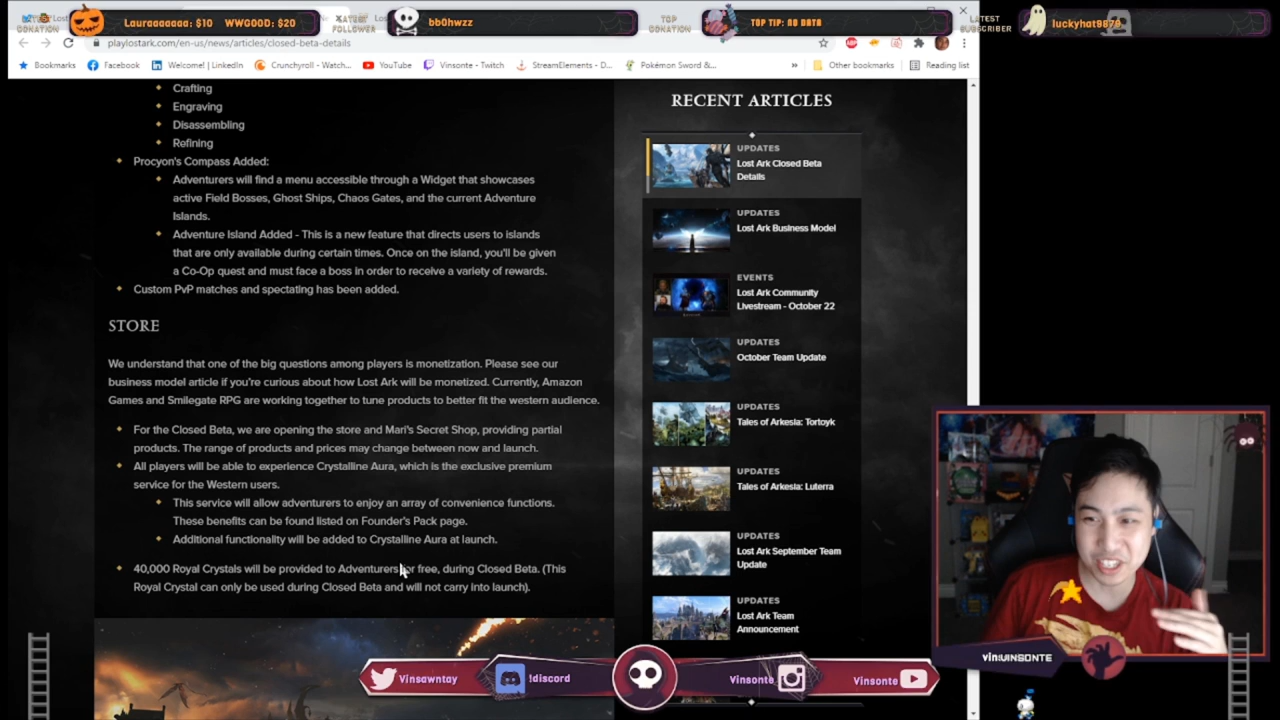 Lauraaaaaaa: $10 WWGOOD: $20
LATEST
FOLLOWER
bb0hwzz
TOP
DONATION
TOP TIP: NO DATA
LATEST
SUBSCRIBER
luckyhat9879
playlostark.com/en-us/news/articles/closed-beta-details
Bookmarks Facebook Welcome! | LinkedIn Crunchyroll - Watch... YouTube Vinsonte - Twitch StreamElements - D... Pokémon Sword &... » Other bookmarks Reading list
Crafting
Engraving
Disassembling
Refining
Procyon's Compass Added:
Adventurers will find a menu accessible through a Widget that showcases
active Field Bosses, Ghost Ships, Chaos Gates, and the current Adventure
Islands.
Adventure Island Added - This is a new feature that directs users to islands
that are only available during certain times. Once on the island, you'll be given
a Co-Op quest and must face a boss in order to receive a variety of rewards.
Custom PvP matches and spectating has been added.
STORE
We understand that one of the big questions among players is monetization. Please see our
business model article if you're curious about how Lost Ark will be monetized. Currently, Amazon
Games and Smilegate RPG are working together to tune products to better fit the western audience.
For the Closed Beta, we are opening the store and Mari's Secret Shop, providing partial
products. The range of products and prices may change between now and launch.
All players will be able to experience Crystalline Aura, which is the exclusive premium
service for the Western users.
This service will allow adventurers to enjoy an array of convenience functions.
These benefits can be found listed on Founder's Pack page.
Additional functionality will be added to Crystalline Aura at launch.
40,000 Royal Crystals will be provided to Adventurers for free, during Closed Beta. (This
Royal Crystal can only be used during Closed Beta and will not carry into launch).
RECENT ARTICLES
UPDATES
Lost Ark Closed Beta
Details
UPDATES
Lost Ark Business Model
EVENTS
Lost Ark Community
Livestream - October 22
UPDATES
October Team Update
UPDATES
Tales of Arkesia: Tortoyk
UPDATES
Tales of Arkesia: Luterra
UPDATES
Lost Ark September Team
Update
UPDATES
Lost Ark Team
Announcement
VINVINSONTE
Vinsawntay
!discord
Vinsonte
Vinsonte